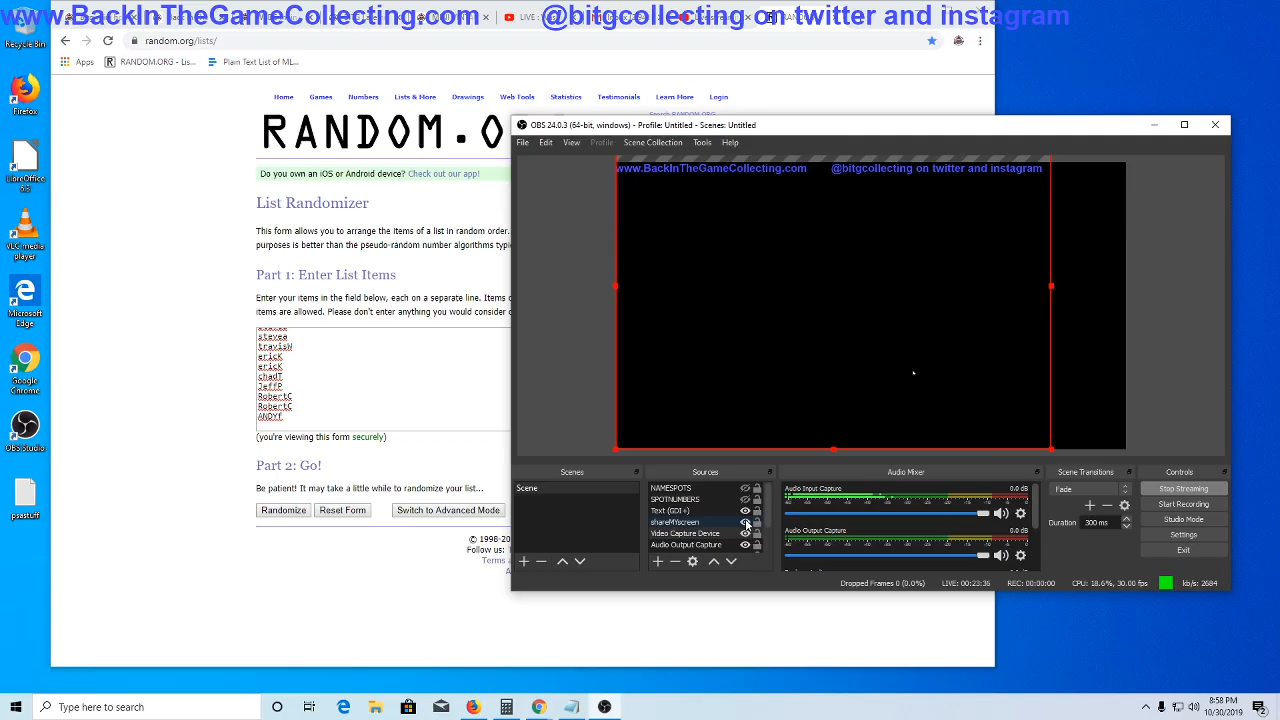 www.BackInTheGameCollecting.com @bitgcollecting on twitter and instagram
Recycle Bin
Firefox
LibreOffice
6.3
VLC media
player
Microsoft
Edge
Google
Chrome
OBS Studio
psastuff
random.org/lists/
Apps
RANDOM.ORG - Lis...
Plain Text List of ML...
Home Games Numbers Lists & More Drawings Web Tools Statistics Testimonials Learn More Login
Search RANDOM.ORG
RANDOM.O
Do you own an iOS or Android device? Check out our app!
List Randomizer
This form allows you to arrange the items of a list in random order.
purposes is better than the pseudo-random number algorithms typi
Part 1: Enter List Items
Enter your items in the field below, each on a separate line. Items
items are allowed. Please don't enter anything you would consider
stevea
travisW
ericK
ericK
chadT
JeffP
RobertC
RobertC
ANDYf
(you're viewing this form securely)
Part 2: Go!
Be patient! It may take a little while to randomize your list...
Randomize Reset Form Switch to Advanced Mode
© 1998-20
Follow us:
Terms
OBS 24.0.3 (64-bit, windows) - Profile: Untitled - Scenes: Untitled
File Edit View Profile Scene Collection Tools Help
www.BackInTheGameCollecting.com @bitgcollecting on twitter and instagram
Scenes
Scene
Sources
NAMESPOTS
SPOTNUMBERS
Text (GDI+)
shareMYscreen
Video Capture Device
Audio Output Capture
Audio Mixer
Audio Input Capture 0.0 dB
Audio Output Capture 0.0 dB
Scene Transitions
Fade
Duration 300 ms
Controls
Stop Streaming
Start Recording
Studio Mode
Settings
Exit
Dropped Frames 0 (0.0%) LIVE: 00:23:36 REC: 00:00:00 CPU: 18.6%, 30.00 fps kb/s: 2684
Type here to search
8:58 PM
10/30/2019
2